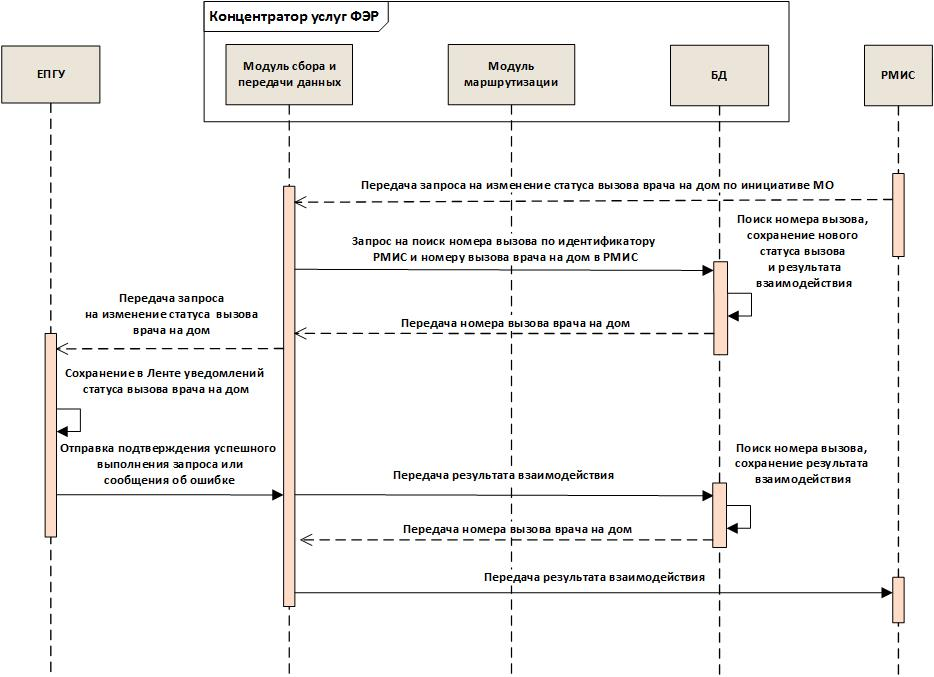 Концентратор услуг ФЭР
ЕПГУ
Модуль сбора и
передачи данных
Модуль
маршрутизации
БД
РМИС
Передача запроса на изменение статуса вызова врача на дом по инициативе МО
Поиск номера вызова,
сохранение нового
статуса вызова
и результата
взаимодействия
Запрос на поиск номера вызова по идентификатору
РМИС и номеру вызова врача на дом в РМИС
Передача запроса
на изменение статуса вызова
врача на дом
Передача номера вызова врача на дом
Сохранение в Ленте уведомлений
статуса вызова врача на дом
Отправка подтверждения успешного
выполнения запроса или
сообщения об ошибке
Передача результата взаимодействия
Поиск номера вызова,
сохранение результата
взаимодействия
Передача номера вызова врача на дом
Передача результата взаимодействия